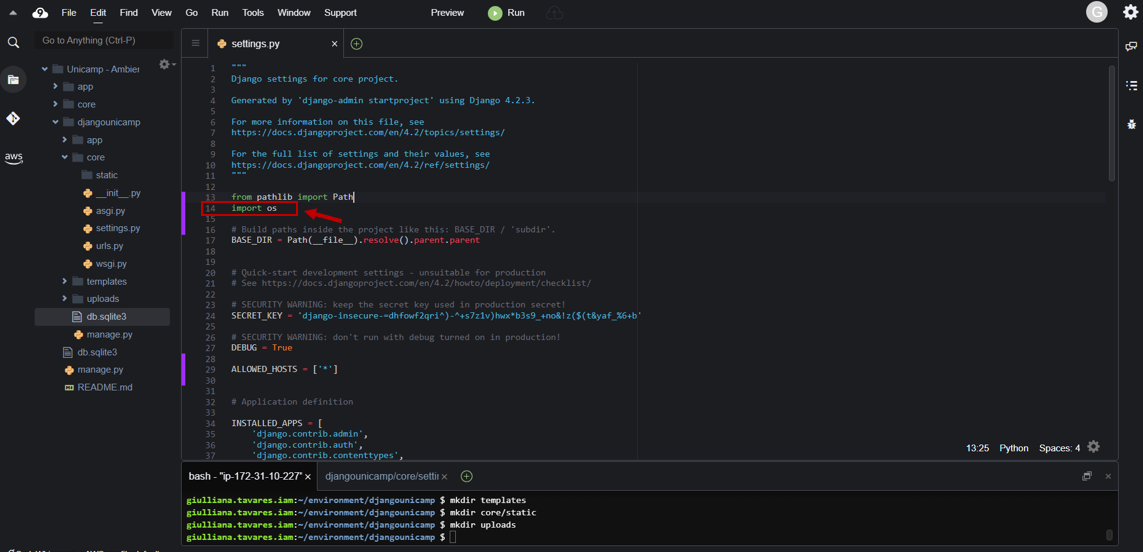 File Edit Find View Go Run Tools Window Support Preview Run G
Go to Anything (Ctrl-P)
aws
Unicamp - Ambier
app
core
djangounicamp
app
core
static
__init__.py
asgi.py
settings.py
urls.py
wsgi.py
templates
uploads
db.sqlite3
manage.py
db.sqlite3
manage.py
README.md
settings.py ×
1 """
2 Django settings for core project.
3
4 Generated by 'django-admin startproject' using Django 4.2.3.
5
6 For more information on this file, see
7 https://docs.djangoproject.com/en/4.2/topics/settings/
8
9 For the full list of settings and their values, see
10 https://docs.djangoproject.com/en/4.2/ref/settings/
11 """
12
13 from pathlib import Path
14 import os
15
16 # Build paths inside the project like this: BASE_DIR / 'subdir'.
17 BASE_DIR = Path(__file__).resolve().parent.parent
18
19
20 # Quick-start development settings - unsuitable for production
21 # See https://docs.djangoproject.com/en/4.2/howto/deployment/checklist/
22
23 # SECURITY WARNING: keep the secret key used in production secret!
24 SECRET_KEY = 'django-insecure-=dhfowf2qri^)-^+s7z1v)hwx*b3s9_+no&!z($(t&yaf_%6+b'
25
26 # SECURITY WARNING: don't run with debug turned on in production!
27 DEBUG = True
28
29 ALLOWED_HOSTS = ['*']
30
31
32 # Application definition
33
34 INSTALLED_APPS = [
35 'django.contrib.admin',
36 'django.contrib.auth',
37 'django.contrib.contenttypes',
13:25 Python Spaces: 4
bash - "ip-172-31-10-227" × djangounicamp/core/settin ×
giulliana.tavares.iam:~/environment/djangounicamp $ mkdir templates
giulliana.tavares.iam:~/environment/djangounicamp $ mkdir core/static
giulliana.tavares.iam:~/environment/djangounicamp $ mkdir uploads
giulliana.tavares.iam:~/environment/djangounicamp $